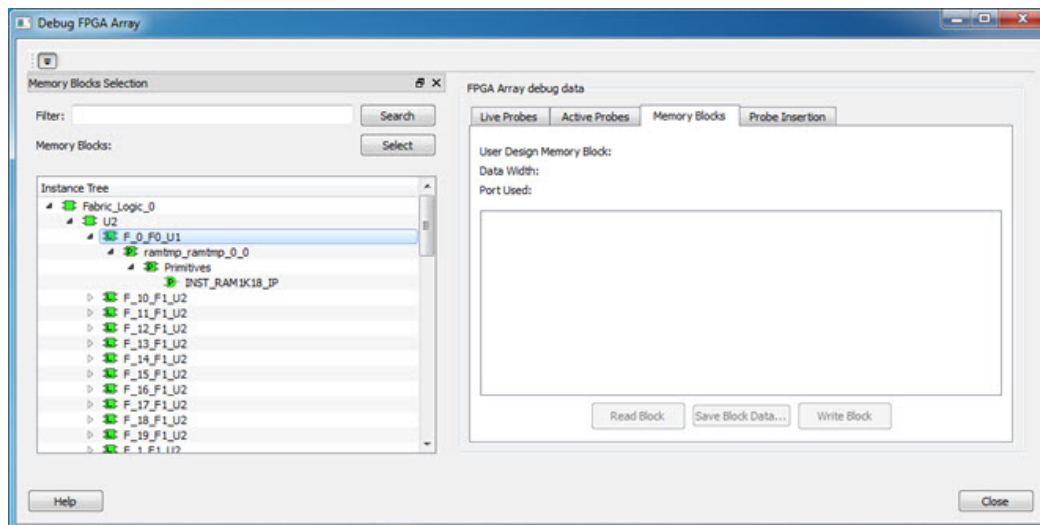 Debug FPGA Array
Memory Blocks Selection
Filter:
Search
Memory Blocks:
Select
Instance Tree
Fabric_Logic_0
U2
F_0_F0_U1
ramtmp_ramtmp_0_0
Primitives
INST_RAM1K18_IP
F_10_F1_U2
F_11_F1_U2
F_12_F1_U2
F_13_F1_U2
F_14_F1_U2
F_15_F1_U2
F_16_F1_U2
F_17_F1_U2
F_18_F1_U2
F_19_F1_U2
F_1_F1_U2
FPGA Array debug data
Live Probes Active Probes Memory Blocks Probe Insertion
User Design Memory Block:
Data Width:
Port Used:
Read Block Save Block Data... Write Block
Help
Close